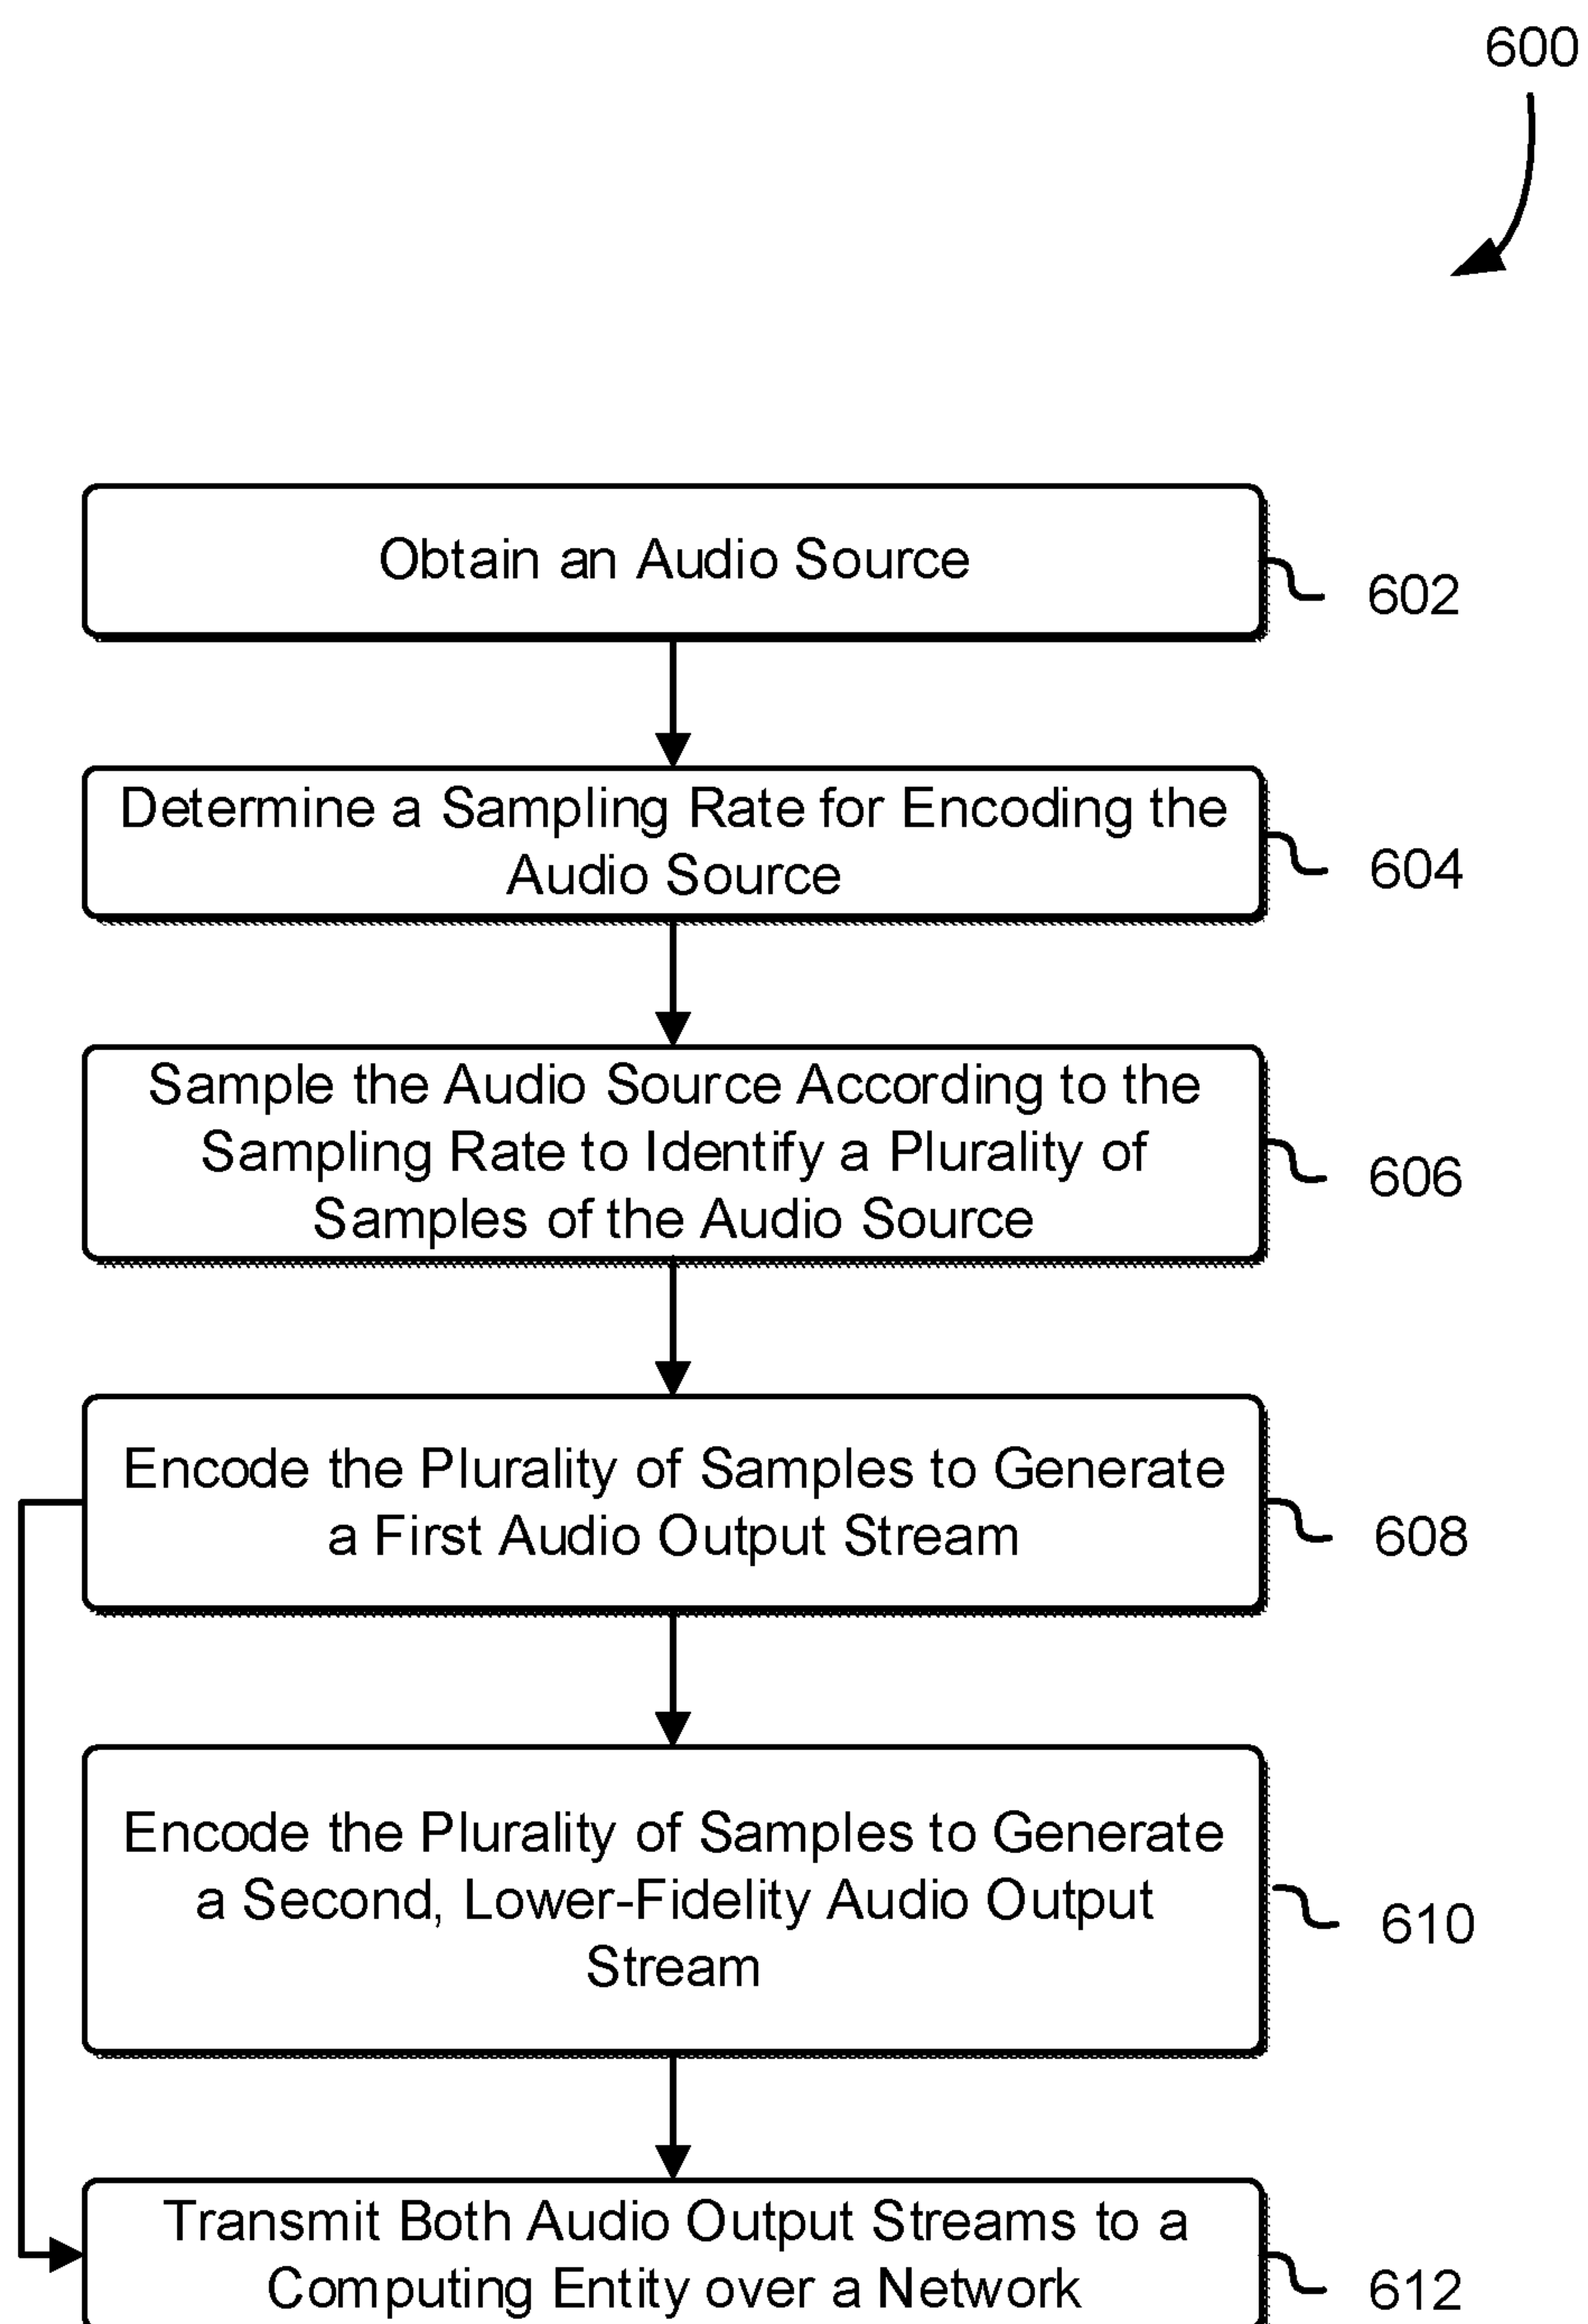 600
Obtain an Audio Source
602
Determine a Sampling Rate for Encoding the
Audio Source
604
Sample the Audio Source According to the
Sampling Rate to Identify a Plurality of
Samples of the Audio Source
606
Encode the Plurality of Samples to Generate
a First Audio Output Stream
608
Encode the Plurality of Samples to Generate
a Second, Lower-Fidelity Audio Output
Stream
610
Transmit Both Audio Output Streams to a
Computing Entity over a Network
612